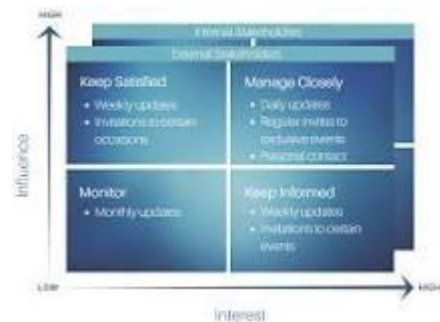 HIGH
Internal Stakeholders
External Stakeholders
Keep Satisfied
• Weekly updates
• Invitations to certain
occasions
Manage Closely
• Daily updates
• Regular invites to
exclusive events
• Personal contact
Influence
Monitor
• Monthly updates
Keep Informed
• Weekly updates
• Invitations to certain
events
LOW
HIGH
Interest